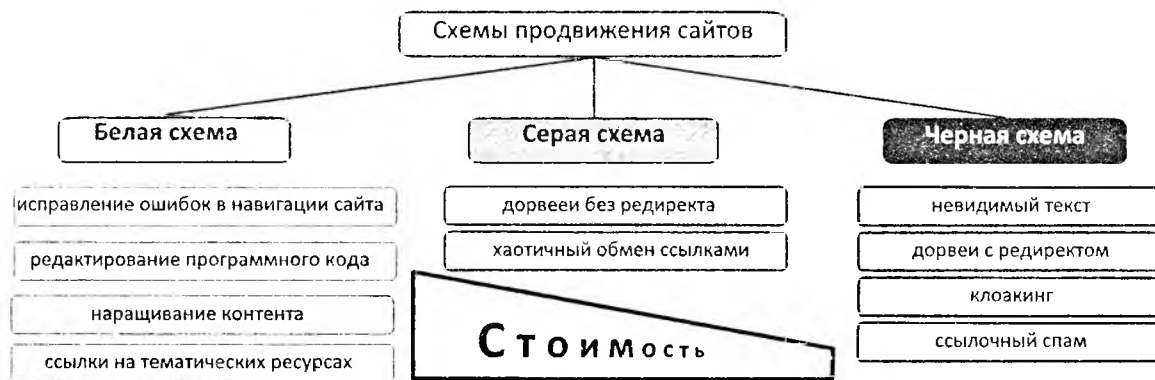 Схемы продвижения сайтов
Белая схема
исправление ошибок в навигации сайта
редактирование программного кода
наращивание контента
ссылки на тематических ресурсах
Серая схема
дорвееи без редиректа
хаотичный обмен ссылками
Стоимость
Черная схема
невидимый текст
дорвеи с редиректом
клоакинг
ссылочный спам